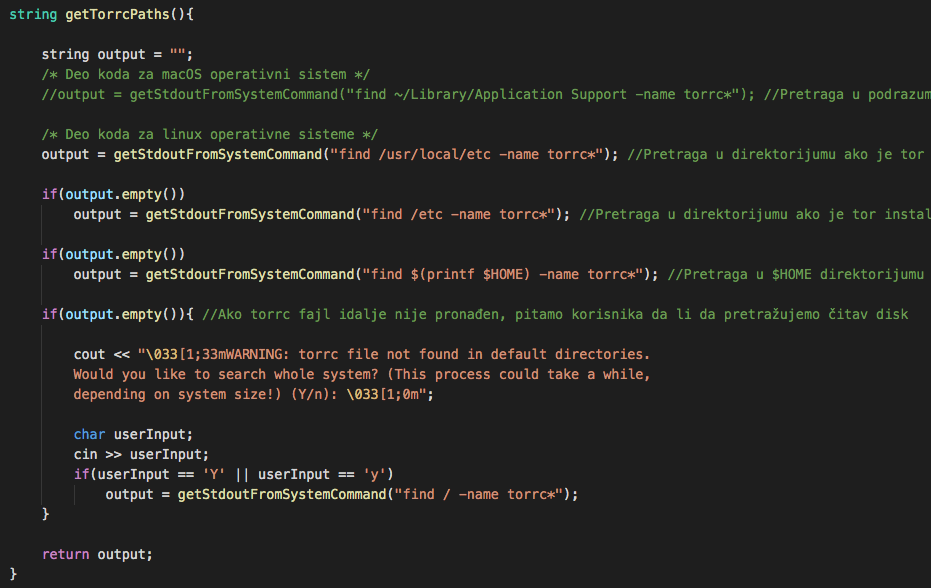 string getTorrcPaths(){
string output = "";
/* Deo koda za macOS operativni sistem */
//output = getStdoutFromSystemCommand("find ~/Library/Application Support -name torrc*"); //Pretraga u
/* Deo koda za linux operativne sisteme */
output = getStdoutFromSystemCommand("find /usr/local/etc -name torrc*"); //Pretraga u direktorijumu ako je tor
if(output.empty())
output = getStdoutFromSystemCommand("find /etc -name torrc*"); //Pretraga u direktorijumu ako je tor
if(output.empty())
output = getStdoutFromSystemCommand("find $(printf $HOME) -name torrc*"); //Pretraga u $HOME direktorijumu
if(output.empty()){ //Ako torrc fajl idalje nije pronađen, pitamo korisnika da li da pretražujemo čitav disk
cout << "\033[1;33mWARNING: torrc file not found in default directories.
Would you like to search whole system? (This process could take a while,
depending on system size!) (Y/n): \033[1;0m";
char userInput;
cin >> userInput;
if(userInput == 'Y' || userInput == 'y')
output = getStdoutFromSystemCommand("find / -name torrc*");
}
return output;
}